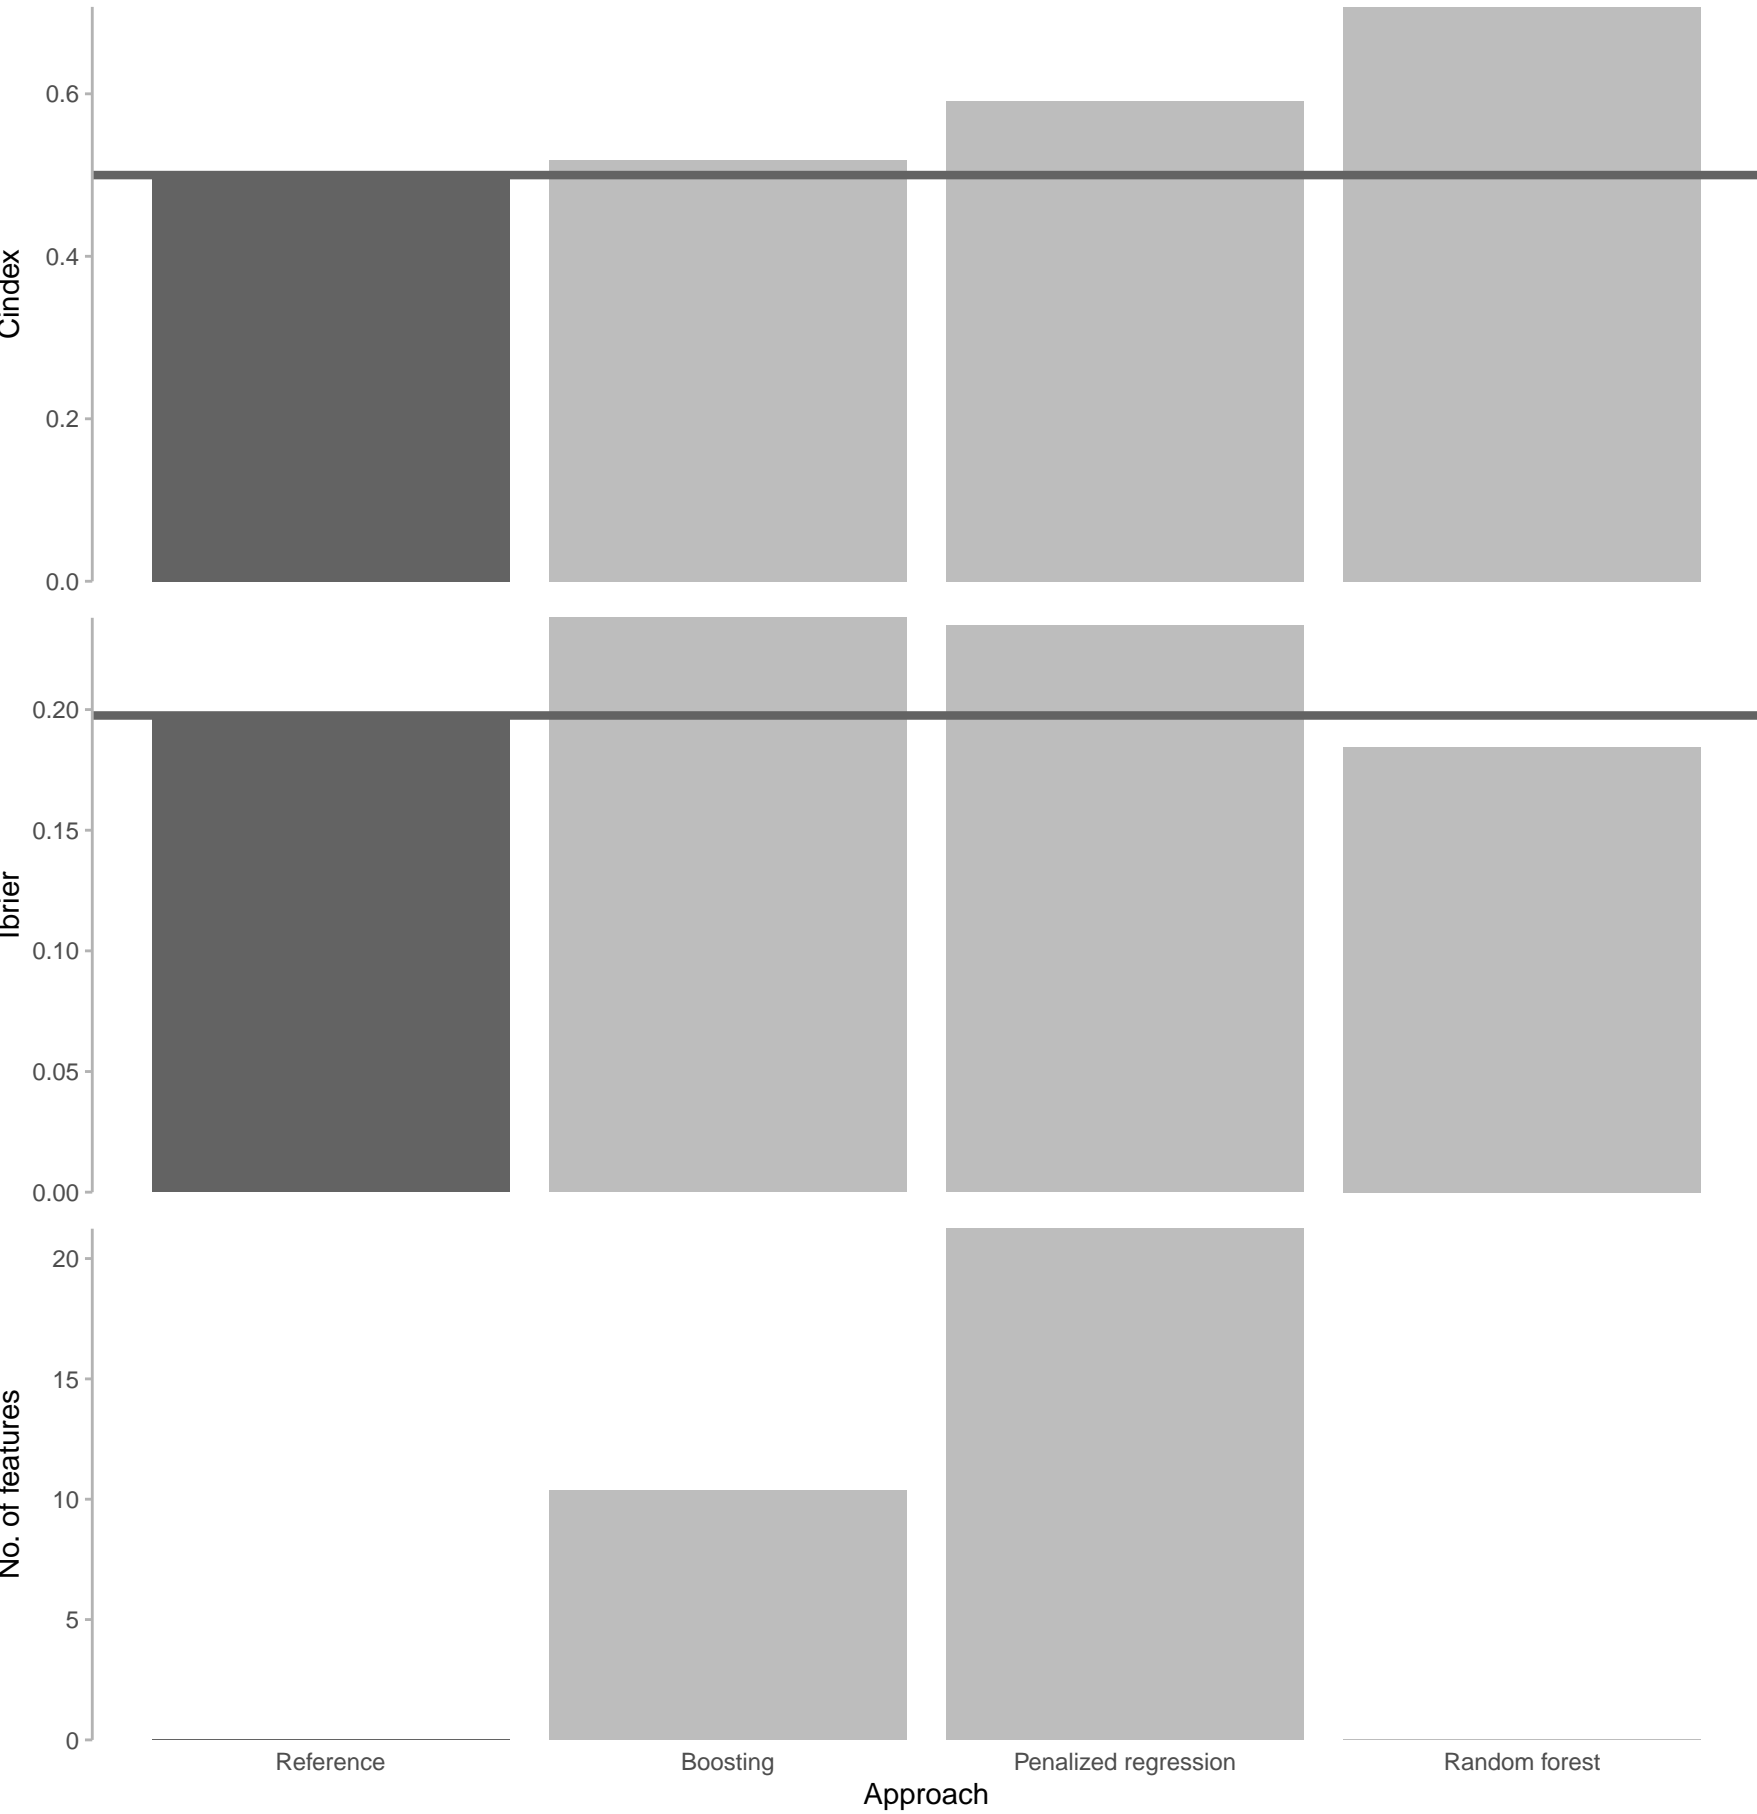 Cindex
0.6
0.4
0.2
0.0
Ibrier
0.20
0.15
0.10
0.05
0.00
No. of features
20
15
10
5
0
Reference Boosting Penalized regression Random forest
Approach